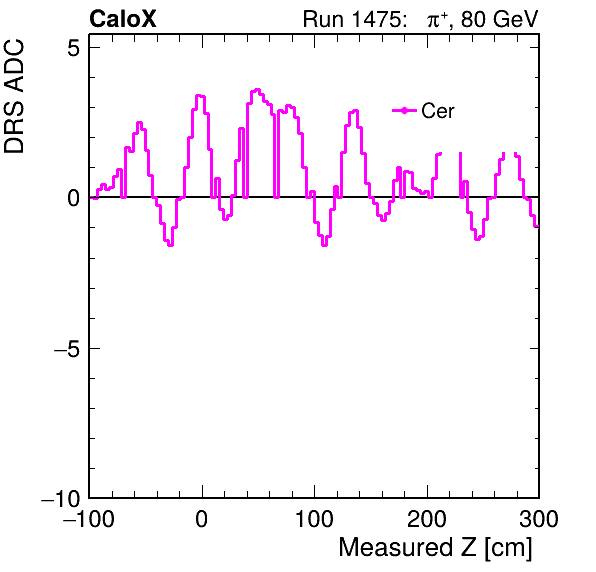 CaloX Run 1475: π⁺, 80 GeV
DRS ADC
Cer
5
0
−5
−10
−100 0 100 200 300
Measured Z [cm]